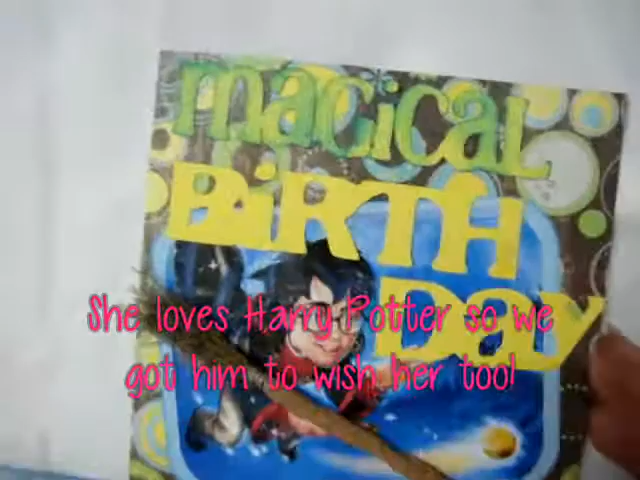 magical
BiRTH
Day
She loves Harry Potter so we
got him to wish her too!